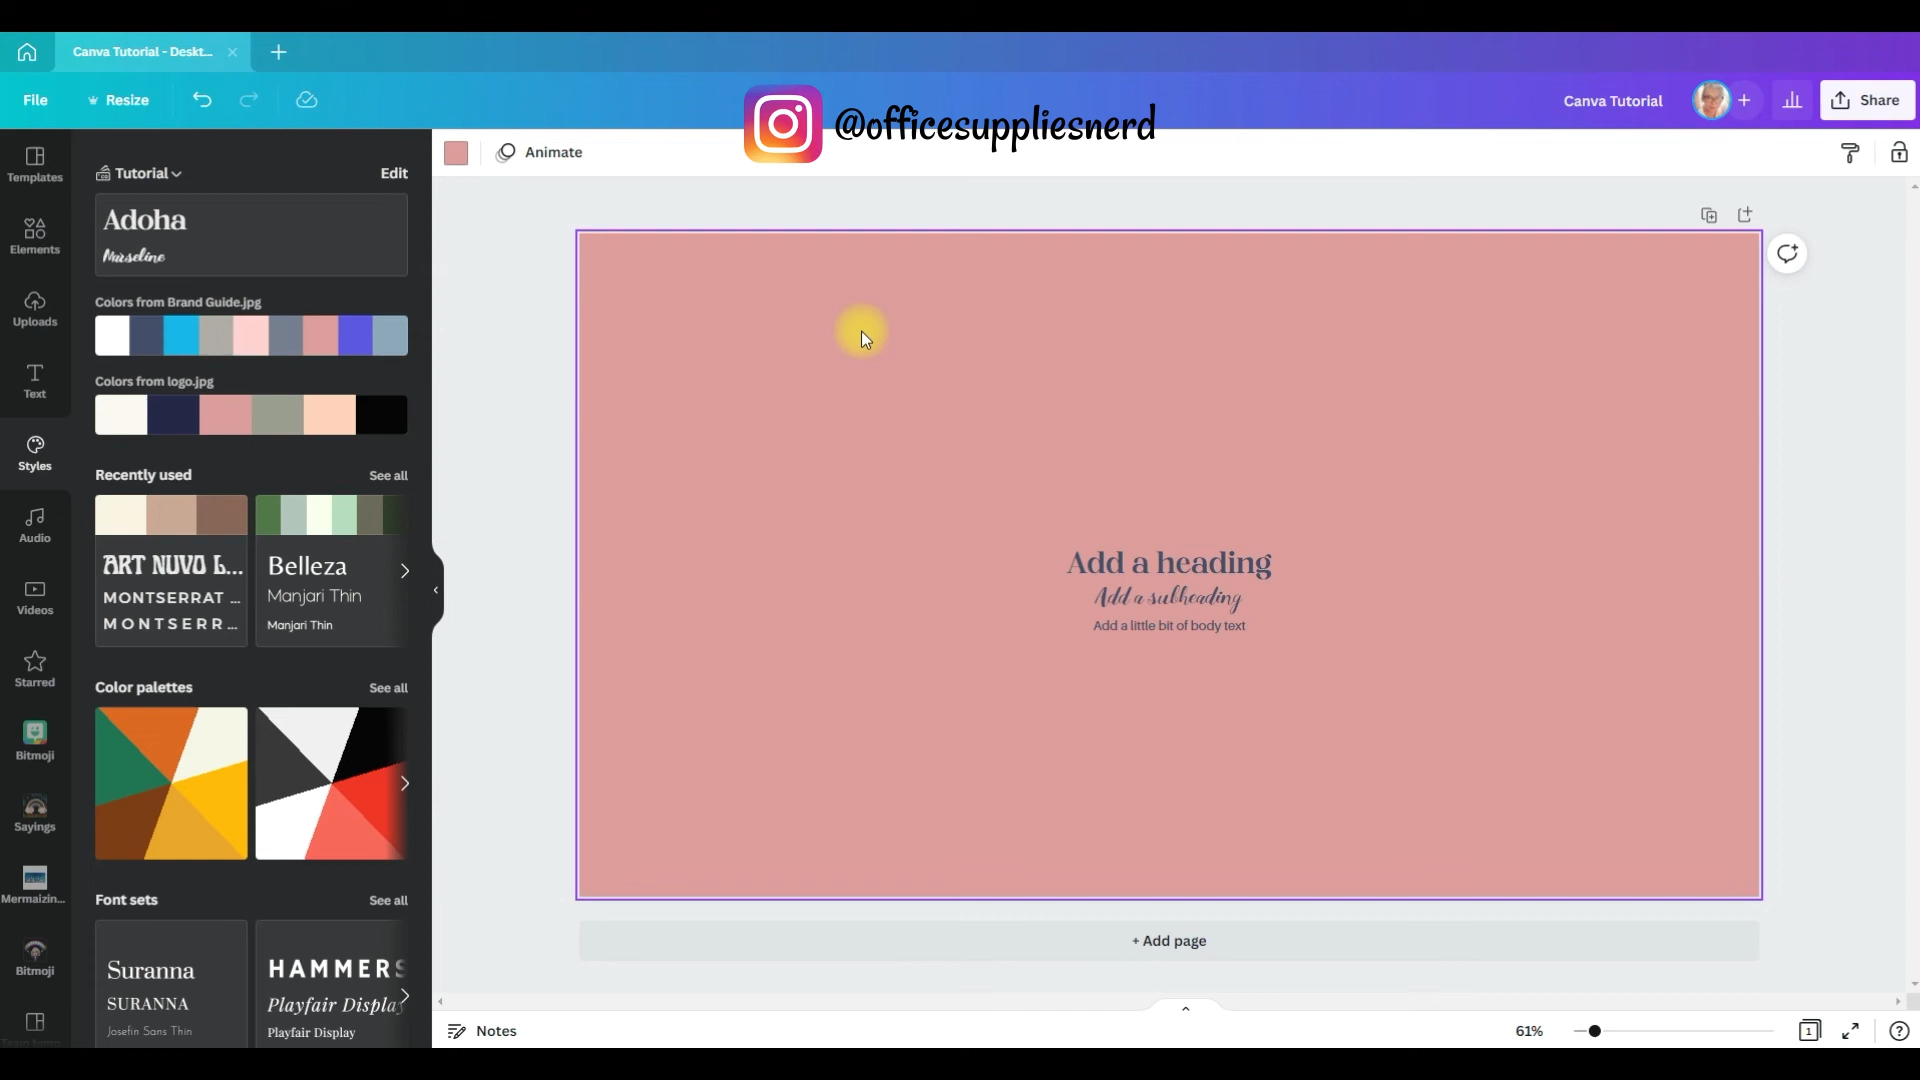 Canva Tutorial - Deskt...
File
Resize
@officesuppliesnerd
Canva Tutorial
Share
Templates
Elements
Uploads
Text
Styles
Audio
Videos
Starred
Bitmoji
Sayings
Mermaizin...
Bitmoji
Tutorial
Edit
Adoha
Nurseline
Colors from Brand Guide.jpg
Colors from logo.jpg
Recently used
See all
ART NUVO L...
MONTSERRAT ...
MONTSERR...
Belleza
Manjari Thin
Manjari Thin
Color palettes
See all
Font sets
See all
Suranna
SURANNA
Josefin Sans Thin
HAMMERS
Playfair Display
Playfair Display
Animate
Add a heading
Add a subheading
Add a little bit of body text
+ Add page
Notes
61%
1